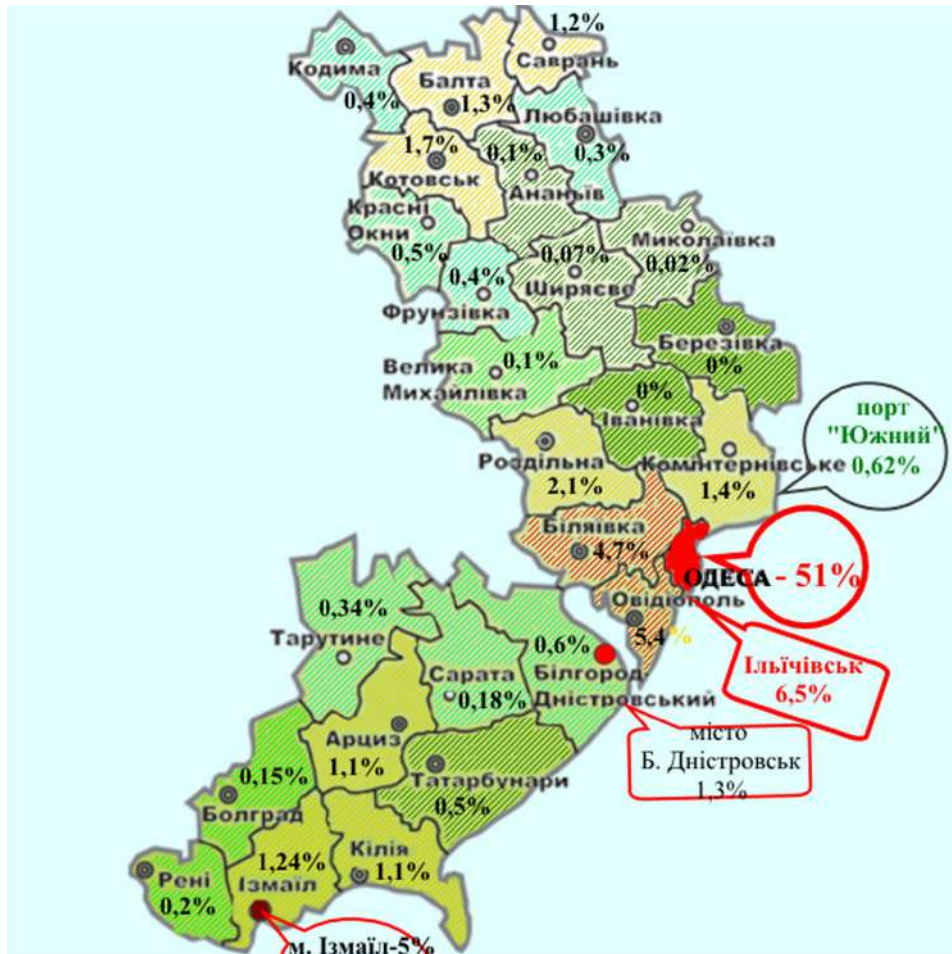 1,2%
Саврань
Кодима
0,4%
Балта
1,3%
Любашівка
0,3%
1,7%
Котовськ
0,1%
Ананьїв
Красні
Окни
0,5%
Миколаївка
0,02%
0,07%
Ширяєве
0,4%
Фрунзівка
Березівка
0%
Велика
Михайлівка
0,1%
0%
Іванівка
порт
"Южний"
0,62%
Роздільна
2,1%
Комінтернівське
1,4%
Біляївка
4,7%
ОДЕСА - 51%
Овідіополь
5,4%
Ільїчівськ
6,5%
0,34%
Тарутине
0,6%
Білгород
Дністровський
Сарата
0,18%
місто
Б. Дністровськ
1,3%
Арциз
1,1%
Татарбунари
0,5%
0,15%
Болград
Кілія
1,1%
1,24%
Ізмаїл
Рені
0,2%
м. Ізмаїл-5%